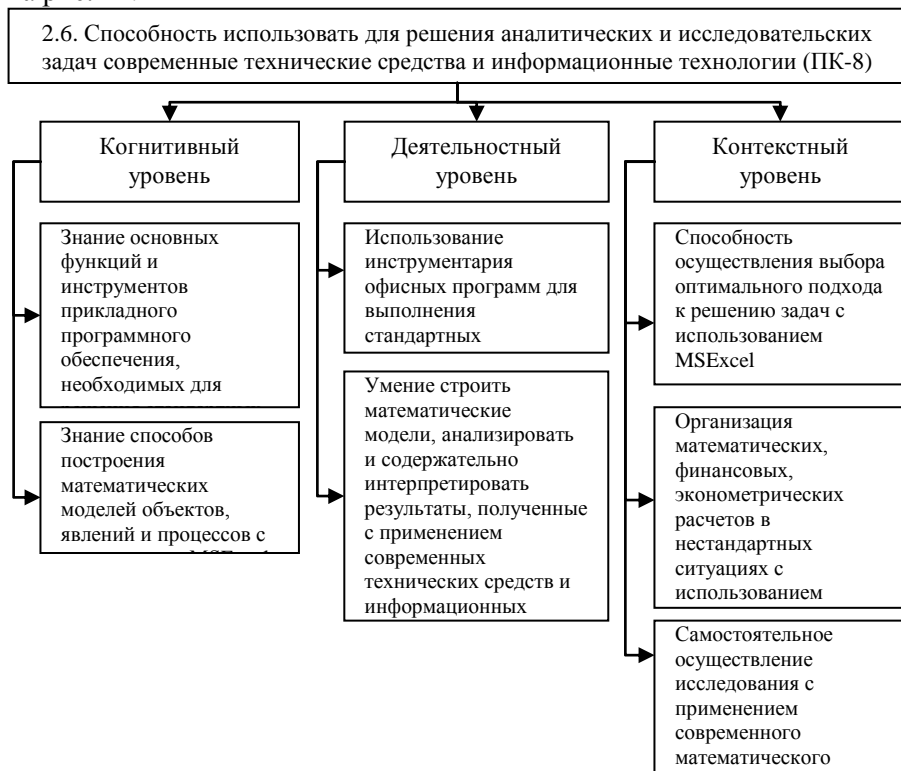 2.6. Способность использовать для решения аналитических и исследовательских
задач современные технические средства и информационные технологии (ПК-8)
Когнитивный
уровень
Знание основных
функций и
инструментов
прикладного
программного
обеспечения,
необходимых для
Знание способов
построения
математических
моделей объектов,
явлений и процессов с
MSExcel
Деятельностный
уровень
Использование
инструментария
офисных программ для
выполнения
стандартных
Умение строить
математические
модели, анализировать
и содержательно
интерпретировать
результаты, полученные
с применением
современных
технических средств и
информационных
Контекстный
уровень
Способность
осуществления выбора
оптимального подхода
к решению задач с
использованием
MSExcel
Организация
математических,
финансовых,
эконометрических
расчетов в
нестандартных
ситуациях с
использованием
Самостоятельное
осуществление
исследования с
применением
современного
математического